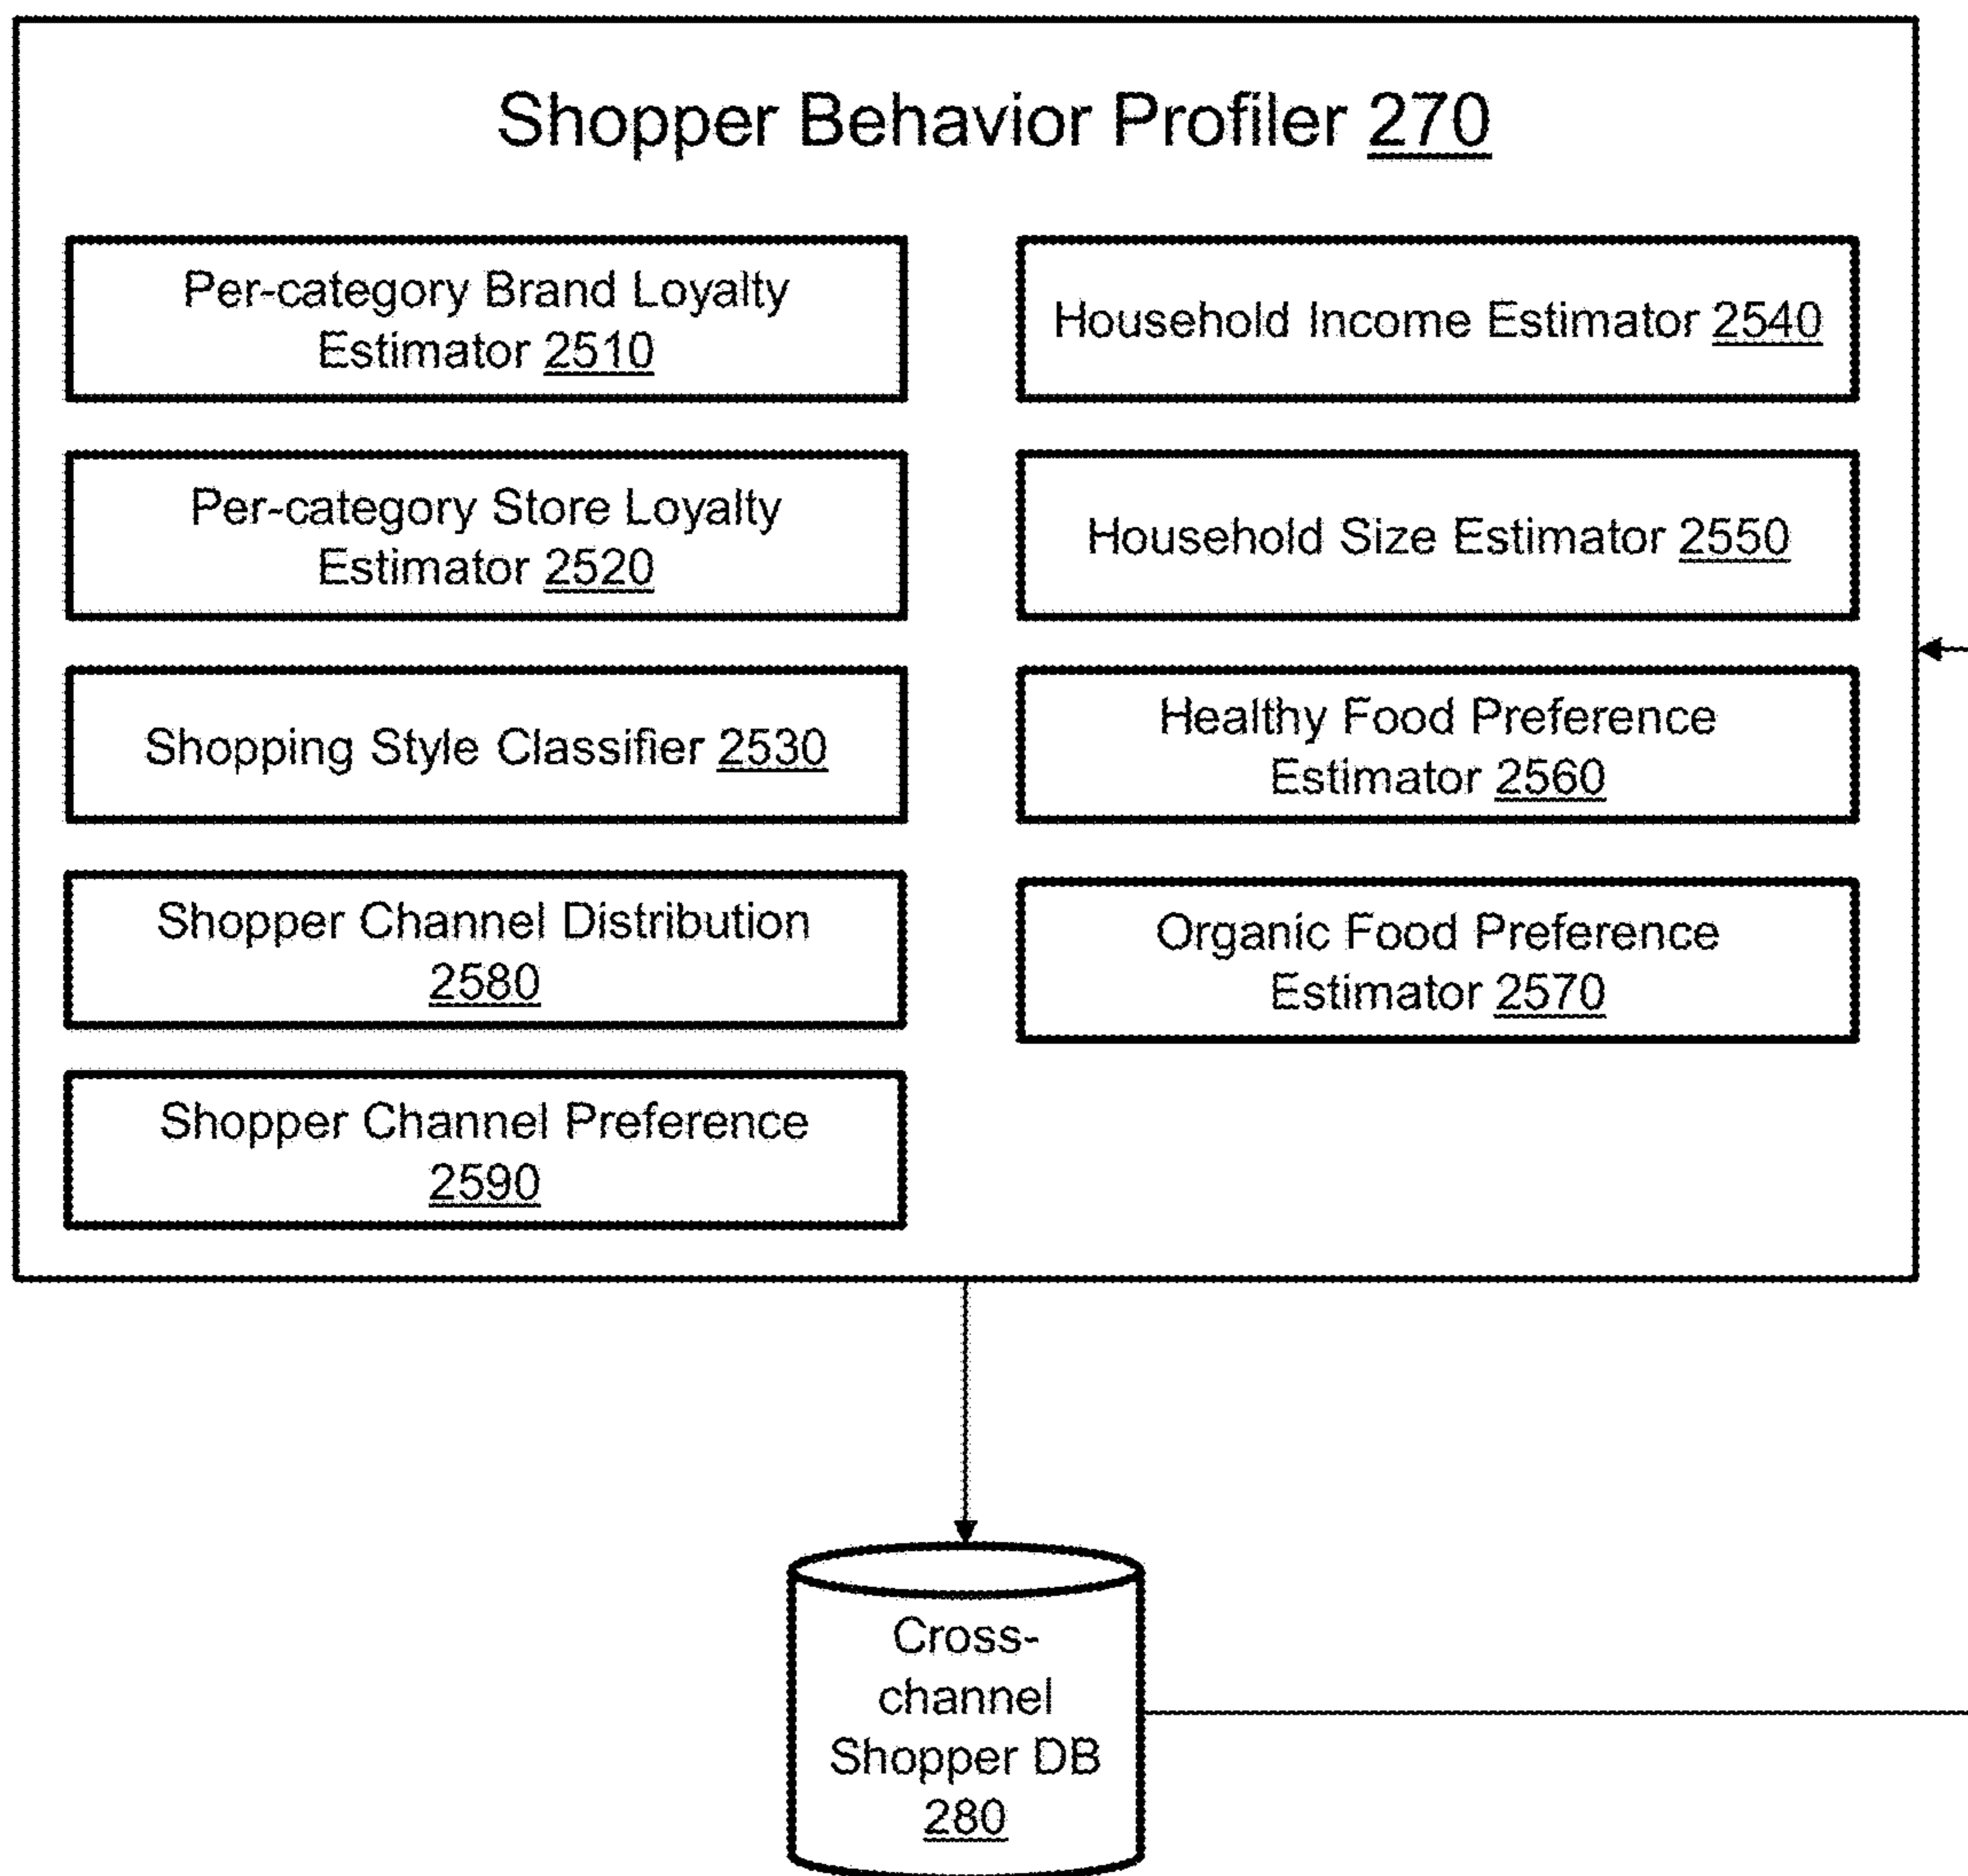 Shopper Behavior Profiler 270
Per-category Brand Loyalty
Estimator 2510
Per-category Store Loyalty
Estimator 2520
Shopping Style Classifier 2530
Shopper Channel Distribution
2580
Shopper Channel Preference
2590
Household Income Estimator 2540
Household Size Estimator 2550
Healthy Food Preference
Estimator 2560
Organic Food Preference
Estimator 2570
Cross-
channel
Shopper DB
280